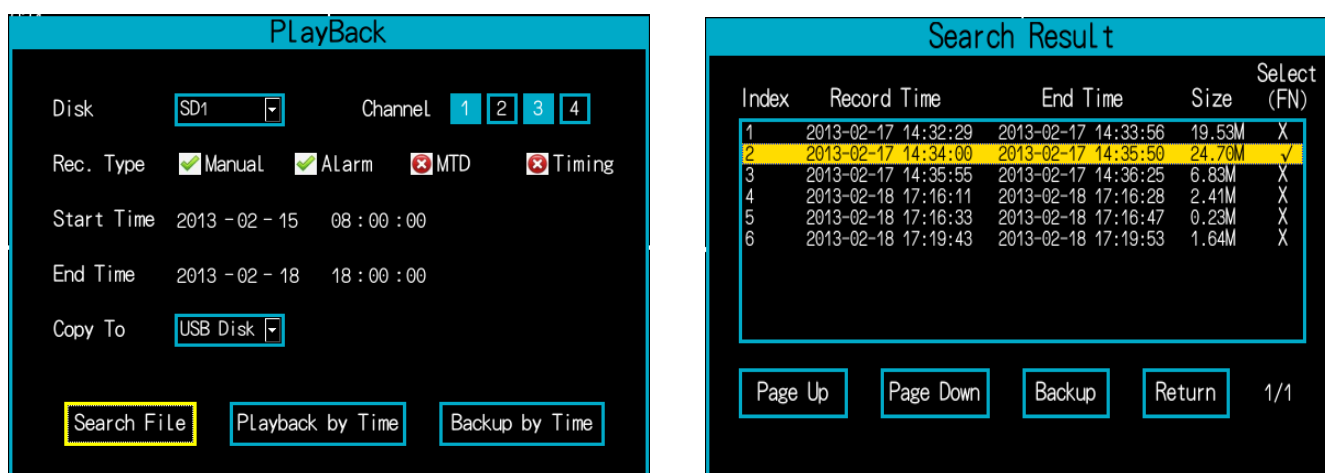 PlayBack
Disk SD1 Channel 1 2 3 4
Rec. Type Manual Alarm MTD Timing
Start Time 2013-02-15 08:00:00
End Time 2013-02-18 18:00:00
Copy To USB Disk
Search File Playback by Time Backup by Time
Search Result
Index Record Time End Time Size Select (FN)
1 2013-02-17 14:32:29 2013-02-17 14:33:56 19.53M X
2 2013-02-17 14:34:00 2013-02-17 14:35:50 24.70M √
3 2013-02-17 14:35:55 2013-02-17 14:36:25 6.83M X
4 2013-02-18 17:16:11 2013-02-18 17:16:28 2.41M X
5 2013-02-18 17:16:33 2013-02-18 17:16:47 0.23M X
6 2013-02-18 17:19:43 2013-02-18 17:19:53 1.64M X
Page Up Page Down Backup Return 1/1